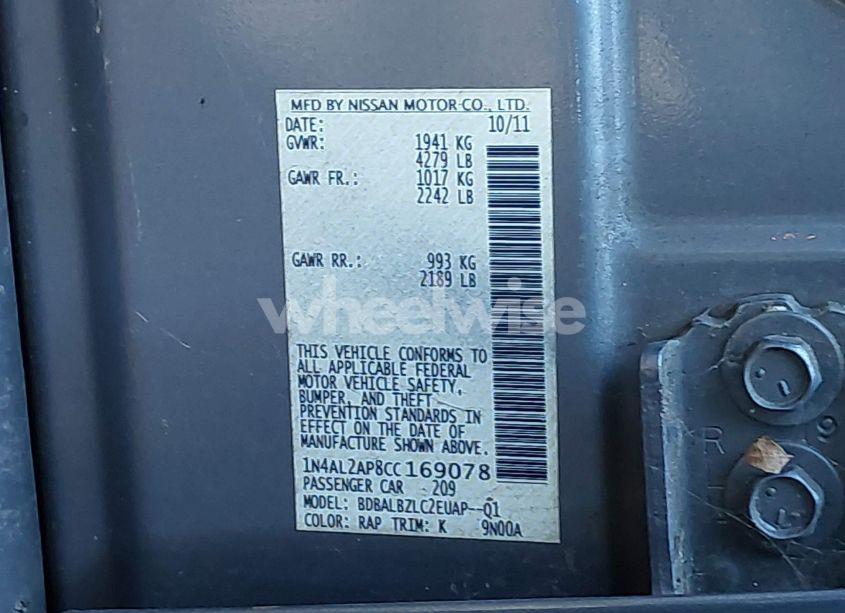 MFD BY NISSAN MOTOR CO., LTD.
DATE: 10/11
GVWR: 1941 KG
4279 LB
GAWR FR.: 1017 KG
2242 LB
GAWR RR.: 993 KG
2189 LB
wheelwise
THIS VEHICLE CONFORMS TO
ALL APPLICABLE FEDERAL
MOTOR VEHICLE SAFETY,
BUMPER, AND THEFT
PREVENTION STANDARDS IN
EFFECT ON THE DATE OF
MANUFACTURE SHOWN ABOVE.
1N4AL2AP8CC169078
PASSENGER CAR 209
MODEL: BDBALBZLC2EUAP--Q1
COLOR: RAP TRIM: K 9N00A
9
R